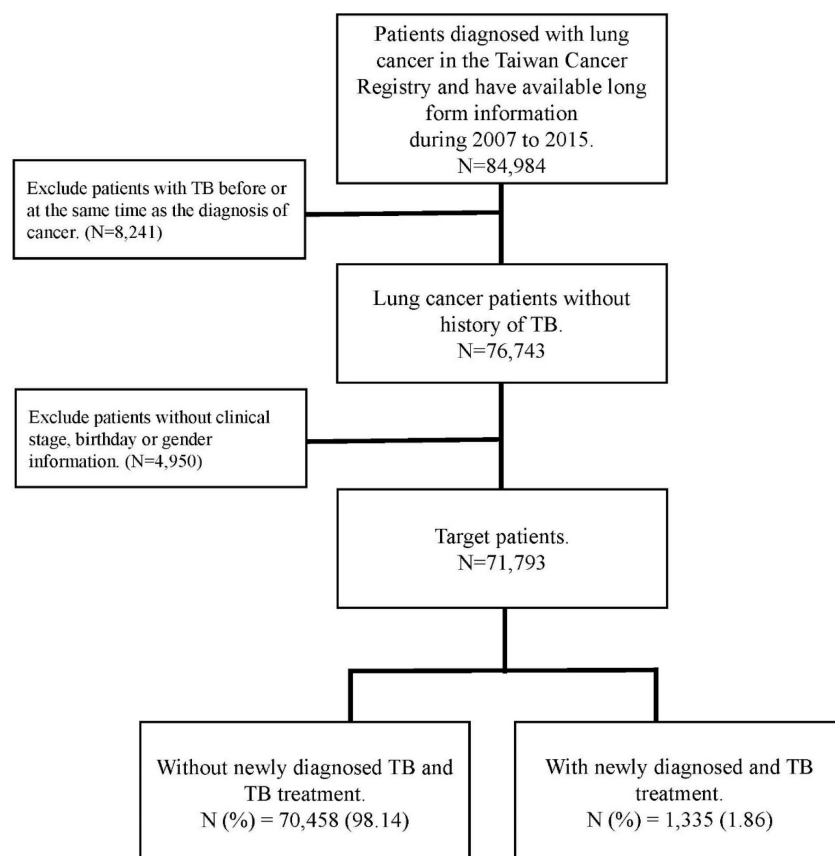 Patients diagnosed with lung
cancer in the Taiwan Cancer
Registry and have available long
form information
during 2007 to 2015.
N=84,984
Exclude patients with TB before or
at the same time as the diagnosis of
cancer. (N=8,241)
Lung cancer patients without
history of TB.
N=76,743
Exclude patients without clinical
stage, birthday or gender
information. (N=4,950)
Target patients.
N=71,793
Without newly diagnosed TB and
TB treatment.
N (%) = 70,458 (98.14)
With newly diagnosed and TB
treatment.
N (%) = 1,335 (1.86)